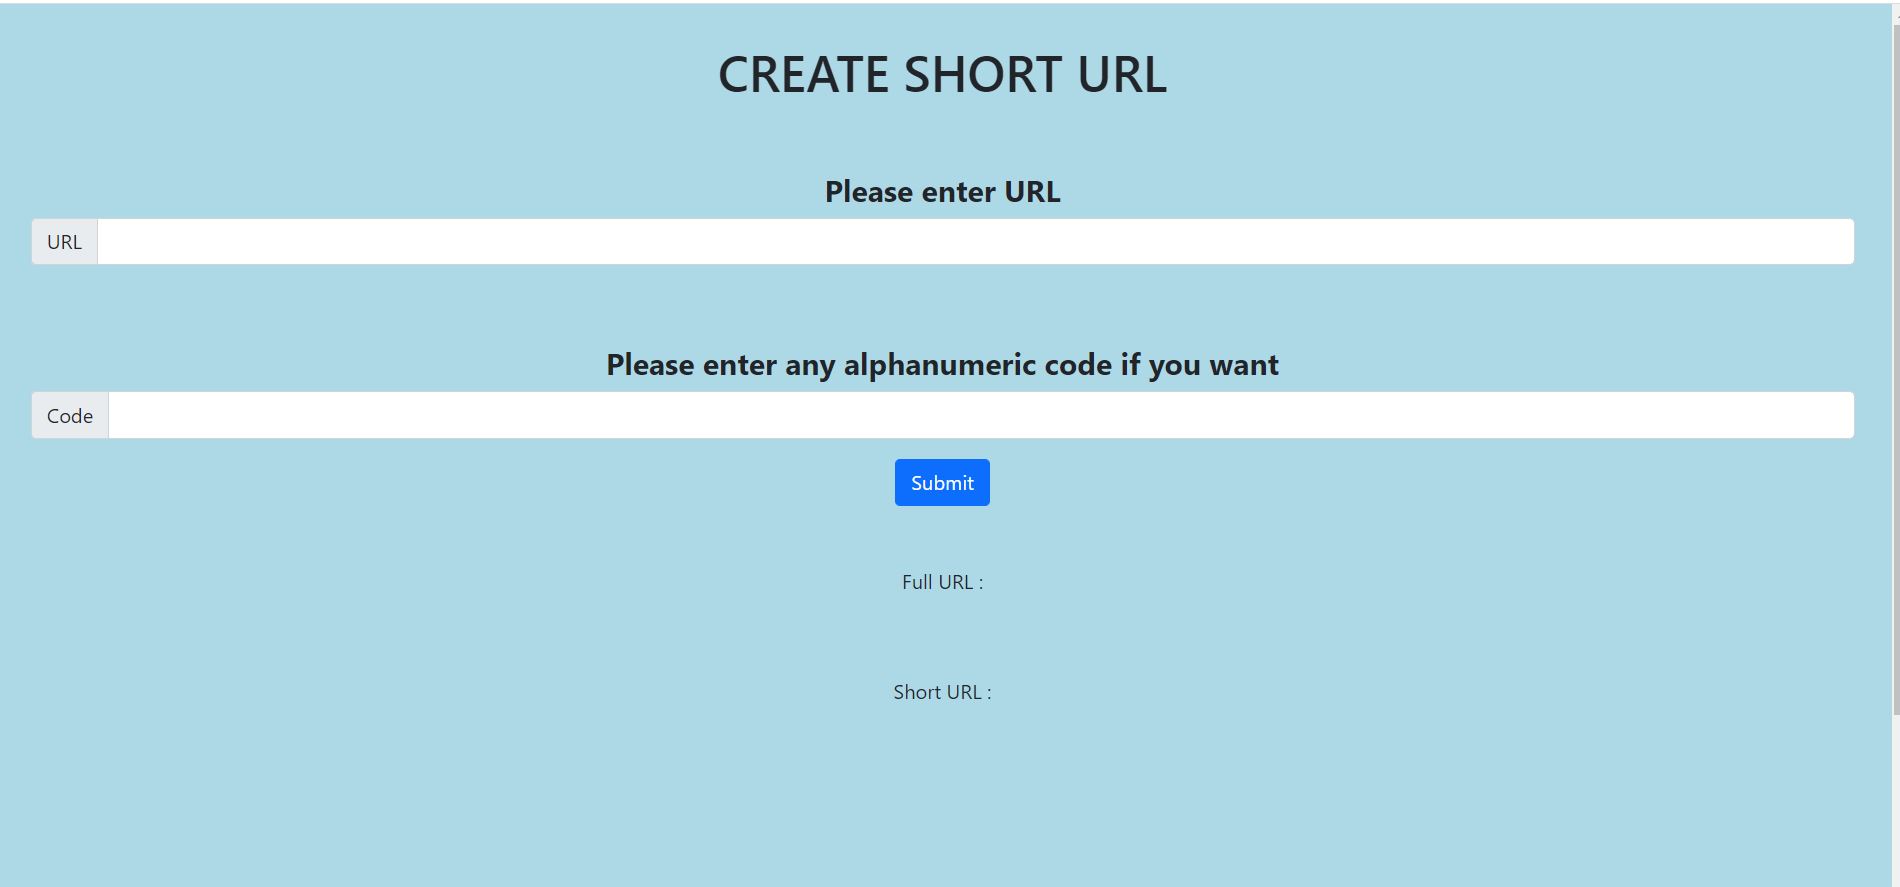 CREATE SHORT URL
Please enter URL
URL
Please enter any alphanumeric code if you want
Code
Submit
Full URL :
Short URL :